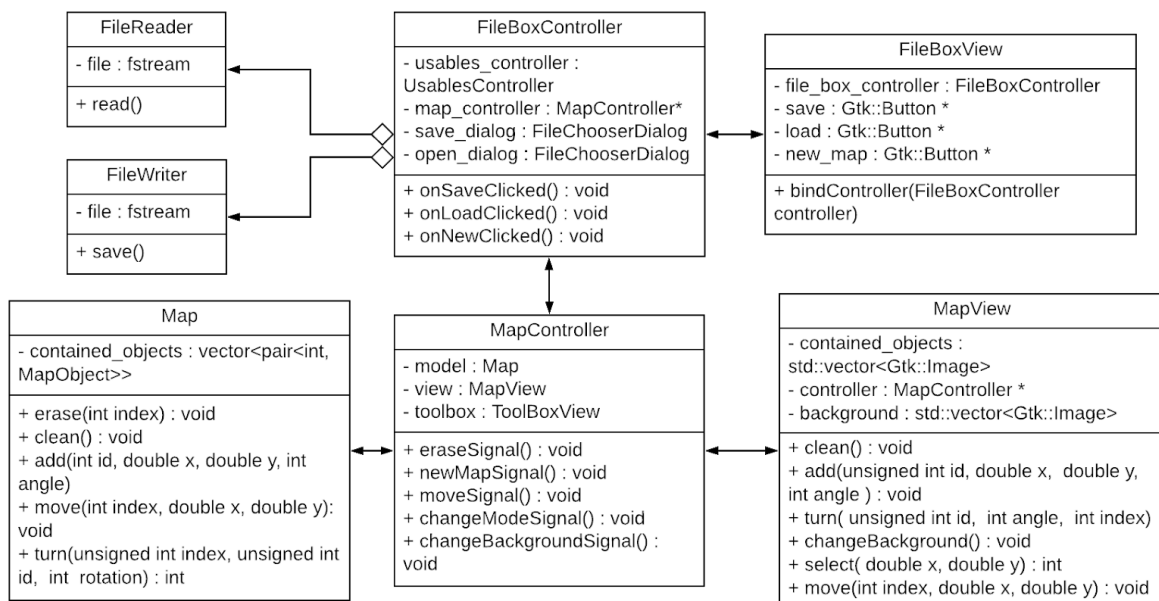 FileReader
- file : fstream
+ read()
FileWriter
- file : fstream
+ save()
FileBoxController
- usables_controller :
UsablesController
- map_controller : MapController*
- save_dialog : FileChooserDialog
- open_dialog : FileChooserDialog
+ onSaveClicked() : void
+ onLoadClicked() : void
+ onNewClicked() : void
FileBoxView
- file_box_controller : FileBoxController
- save : Gtk::Button *
- load : Gtk::Button *
- new_map : Gtk::Button *
+ bindController(FileBoxController
controller)
Map
- contained_objects : vector<pair<int,
MapObject>>
+ erase(int index) : void
+ clean() : void
+ add(int id, double x, double y, int
angle)
+ move(int index, double x, double y):
void
+ turn(unsigned int index, unsigned int
id, int rotation) : int
MapController
- model : Map
- view : MapView
- toolbox : ToolBoxView
+ eraseSignal() : void
+ newMapSignal() : void
+ moveSignal() : void
+ changeModeSignal() : void
+ changeBackgroundSignal() :
void
MapView
- contained_objects :
std::vector<Gtk::Image>
- controller : MapController *
- background : std::vector<Gtk::Image>
+ clean() : void
+ add(unsigned int id, double x, double y,
int angle ) : void
+ turn( unsigned int id, int angle, int index)
+ changeBackground() : void
+ select( double x, double y) : int
+ move(int index, double x, double y) : void